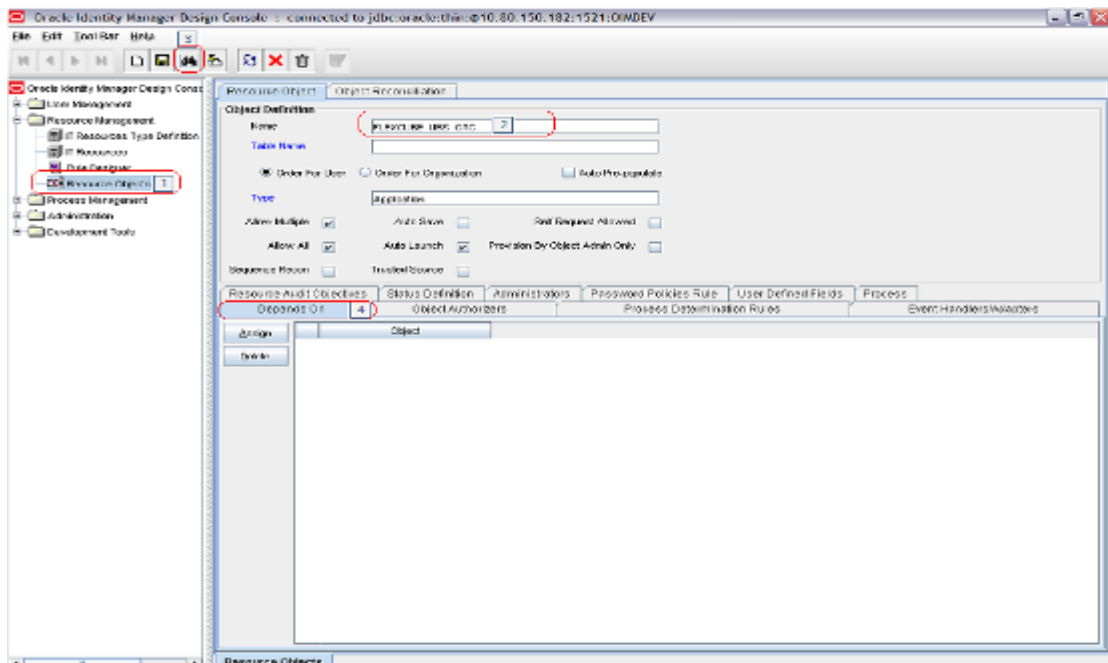 Oracle Identity Manager Design Console : connected to jdbc:oracle:thin:@10.80.150.182:1521:OIMDEV
File Edit Tool Bar Help
Oracle Identity Manager Design Cons
User Management
Resource Management
IT Resources Type Definition
IT Resources
Rule Designer
Resource Objects 1
Process Management
Administration
Development Tools
Resource Object Object Reconciliation
Object Definition
Name FLEXCUBE UBS 2
Table Name
Order For User Order For Organization Auto Pre-populate
Type Application
Allow Multiple Auto Save Self Request Allowed
Allow All Auto Launch Provision By Object Admin Only
Sequence Recon Trusted Source
Resource Audit Objectives Status Definition Administrators Password Policies Rule User Defined Fields Process
Depends On 4 Object Authorizers Process Determination Rules Event Handlers/Adapters
Assign Object
Delete
Resource Objects